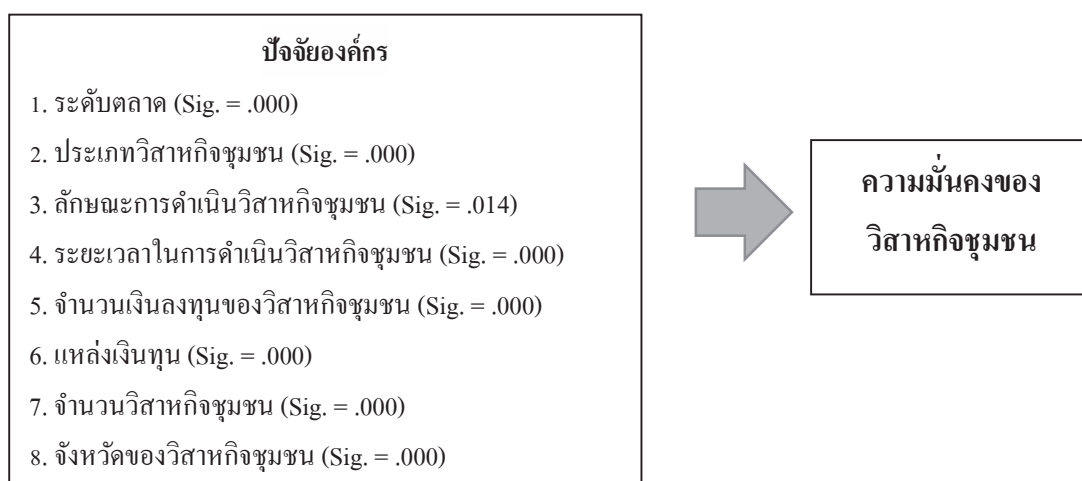 ปัจจัยองค์กร
1. ระดับตลาด (Sig. = .000)
2. ประเภทวิสาหกิจชุมชน (Sig. = .000)
3. ลักษณะการดำเนินวิสาหกิจชุมชน (Sig. = .014)
4. ระยะเวลาในการดำเนินวิสาหกิจชุมชน (Sig. = .000)
5. จำนวนเงินลงทุนของวิสาหกิจชุมชน (Sig. = .000)
6. แหล่งเงินทุน (Sig. = .000)
7. จำนวนวิสาหกิจชุมชน (Sig. = .000)
8. จังหวัดของวิสาหกิจชุมชน (Sig. = .000)
ความมั่นคงของ
วิสาหกิจชุมชน